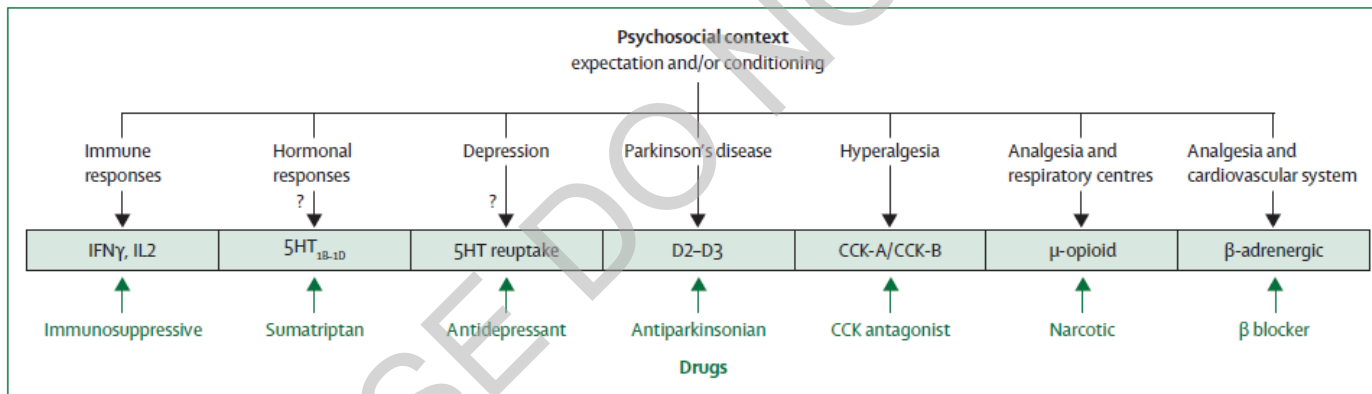 Psychosocial context
expectation and/or conditioning
Immune
responses
Hormonal
responses
?
Depression
?
Parkinson's disease
Hyperalgesia
Analgesia and
respiratory centres
Analgesia and
cardiovascular system
IFNγ, IL2
5HT1B–1D
5HT reuptake
D2–D3
CCK-A/CCK-B
μ-opioid
β-adrenergic
Immunosuppressive
Sumatriptan
Antidepressant
Antiparkinsonian
CCK antagonist
Narcotic
β blocker
Drugs
SE DO N